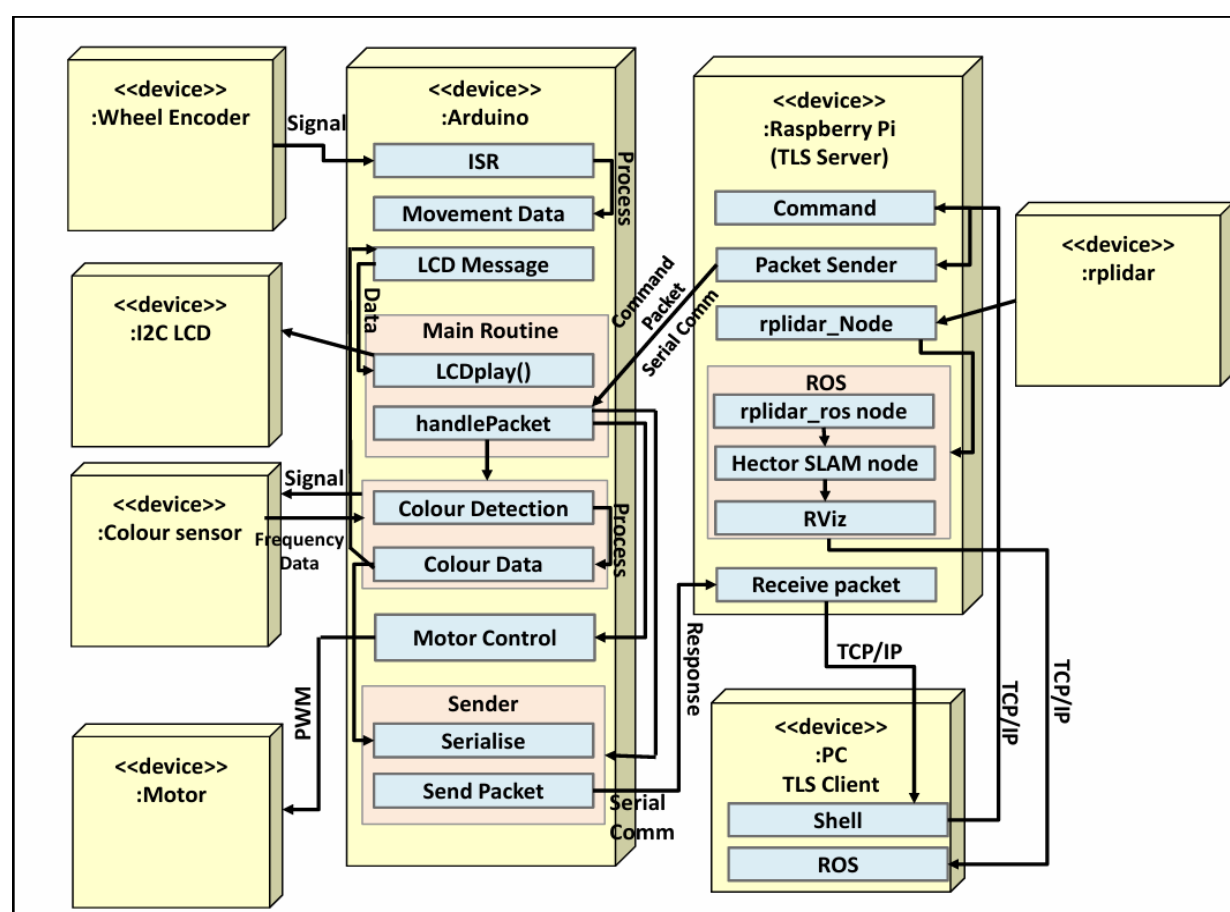 <<device>>
:Wheel Encoder
Signal
<<device>>
:I2C LCD
<<device>>
:Colour sensor
Signal
Frequency
Data
PWM
<<device>>
:Motor
<<device>>
:Arduino
ISR
Process
Movement Data
LCD Message
Data
Main Routine
LCDplay()
handlePacket
Colour Detection
Process
Colour Data
Motor Control
Sender
Serialise
Send Packet
Command
Packet
Serial Comm
Response
Serial
Comm
<<device>>
:Raspberry Pi
(TLS Server)
Command
Packet Sender
rplidar_Node
ROS
rplidar_ros node
Hector SLAM node
RViz
Receive packet
TCP/IP
TCP/IP
TCP/IP
<<device>>
:rplidar
<<device>>
:PC
TLS Client
Shell
ROS